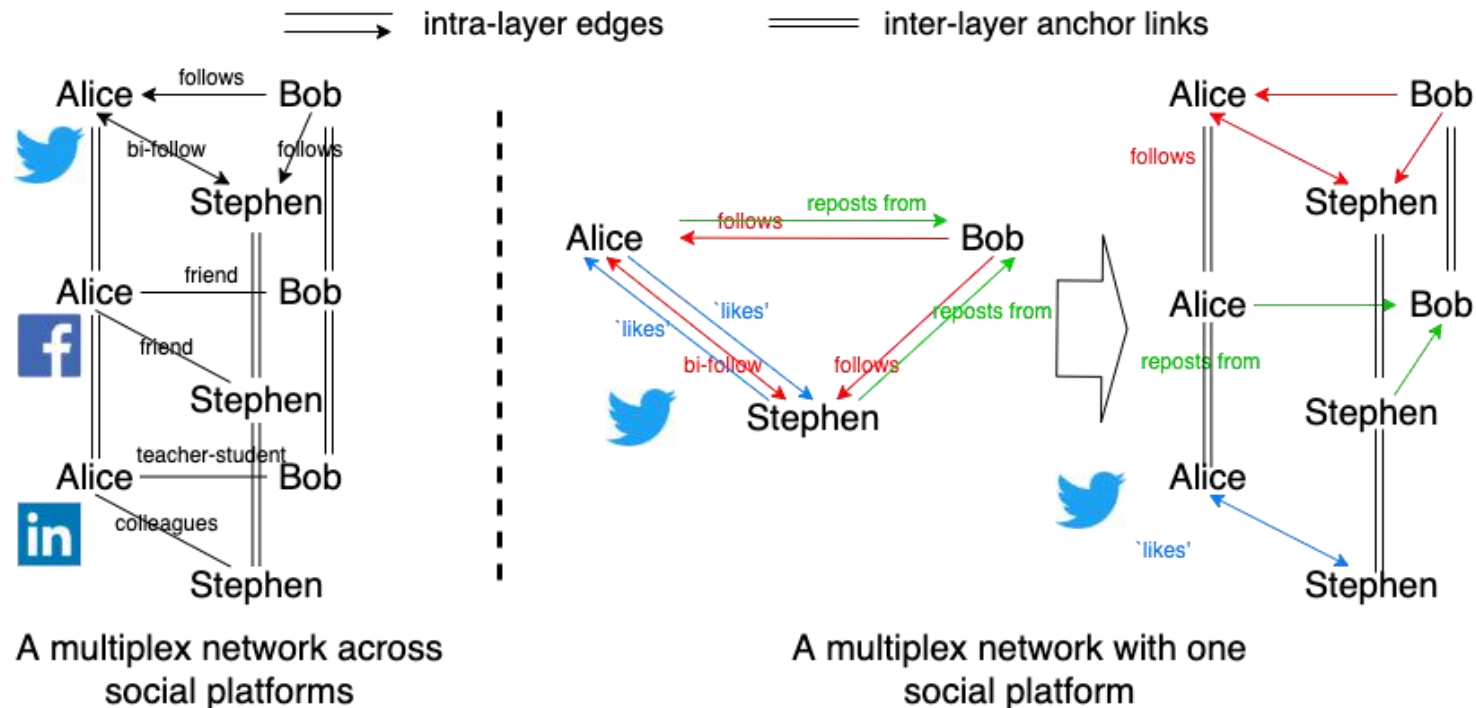 intra-layer edges
inter-layer anchor links
Alice
follows
Bob
bi-follow
follows
Stephen
Alice
friend
Bob
friend
Stephen
Alice
teacher-student
Bob
in
colleagues
Stephen
A multiplex network across
social platforms
reposts from
follows
Alice
Bob
`likes'
`likes'
reposts from
bi-follow
follows
Stephen
Alice
Bob
follows
Stephen
Alice
Bob
reposts from
Stephen
Alice
`likes'
Stephen
A multiplex network with one
social platform